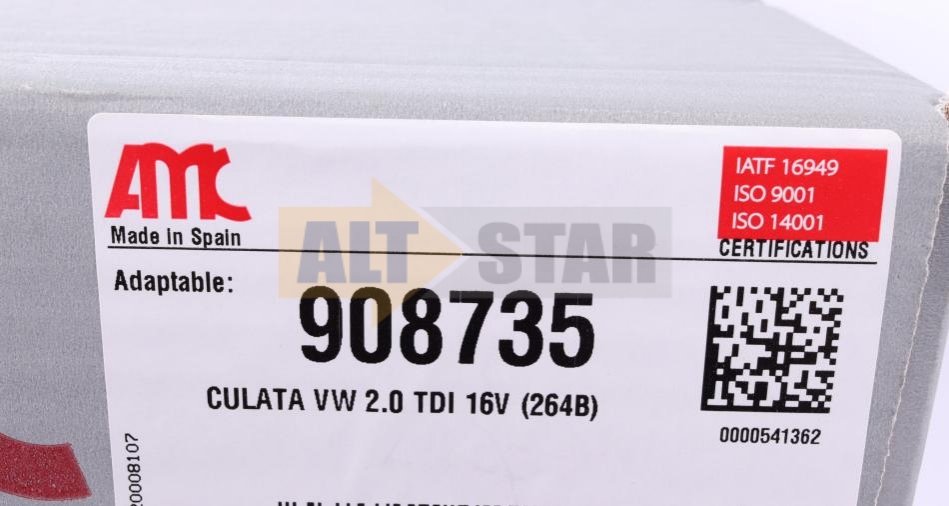 AMC
IATF 16949
ISO 9001
ISO 14001
Made in Spain
CERTIFICATIONS
ALT STAR
Adaptable:
908735
CULATA VW 2.0 TDI 16V (264B)
0000541362
20008107